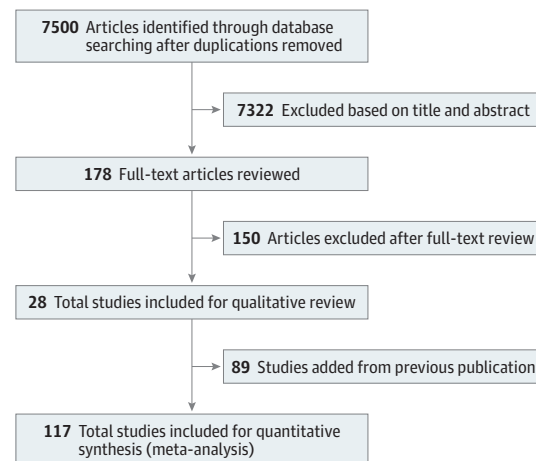 7500 Articles identified through database
searching after duplications removed
7322 Excluded based on title and abstract
178 Full-text articles reviewed
150 Articles excluded after full-text review
28 Total studies included for qualitative review
89 Studies added from previous publication
117 Total studies included for quantitative
synthesis (meta-analysis)